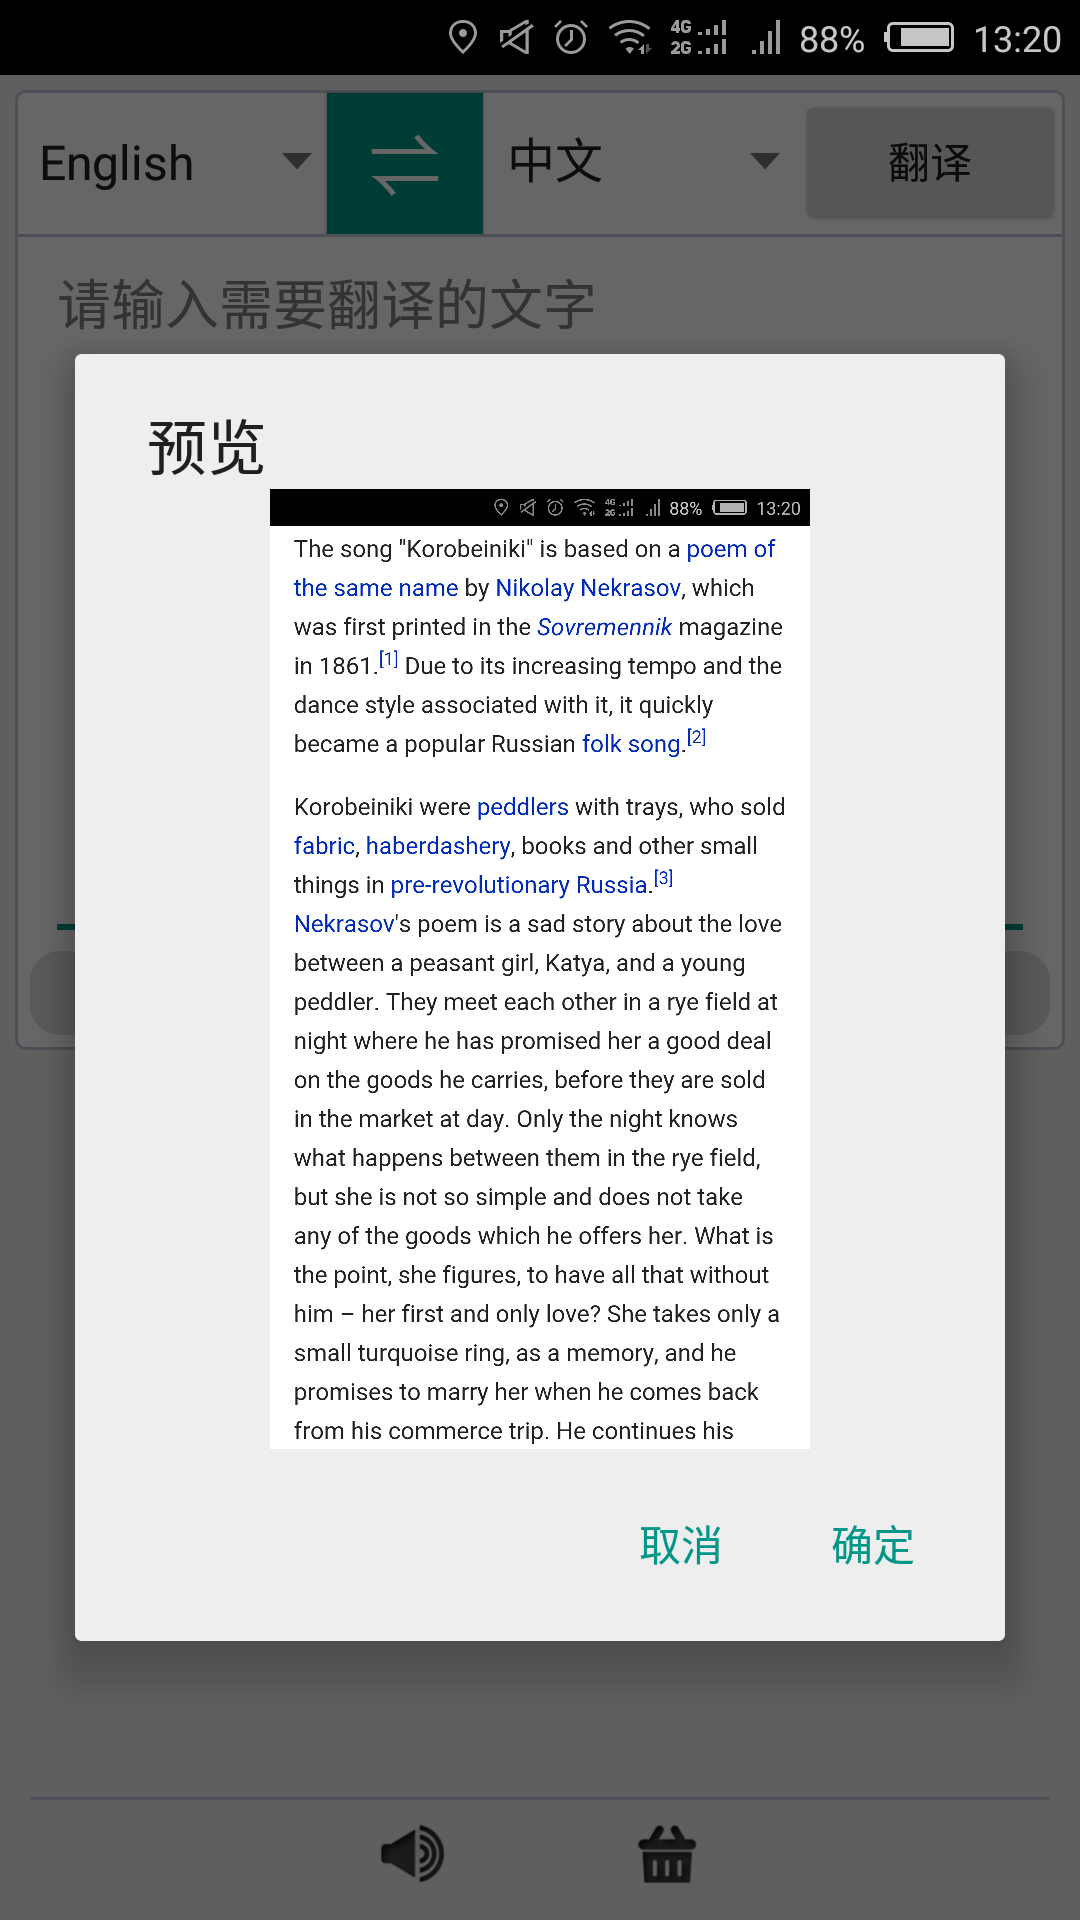 4G 2G 88% 13:20
English 中文 翻译
请输入需要翻译的文字
预览
4G 2G 88% 13:20
The song "Korobeiniki" is based on a poem of
the same name by Nikolay Nekrasov, which
was first printed in the Sovremennik magazine
in 1861.[1] Due to its increasing tempo and the
dance style associated with it, it quickly
became a popular Russian folk song.[2]
Korobeiniki were peddlers with trays, who sold
fabric, haberdashery, books and other small
things in pre-revolutionary Russia.[3]
Nekrasov's poem is a sad story about the love
between a peasant girl, Katya, and a young
peddler. They meet each other in a rye field at
night where he has promised her a good deal
on the goods he carries, before they are sold
in the market at day. Only the night knows
what happens between them in the rye field,
but she is not so simple and does not take
any of the goods which he offers her. What is
the point, she figures, to have all that without
him – her first and only love? She takes only a
small turquoise ring, as a memory, and he
promises to marry her when he comes back
from his commerce trip. He continues his
取消 确定